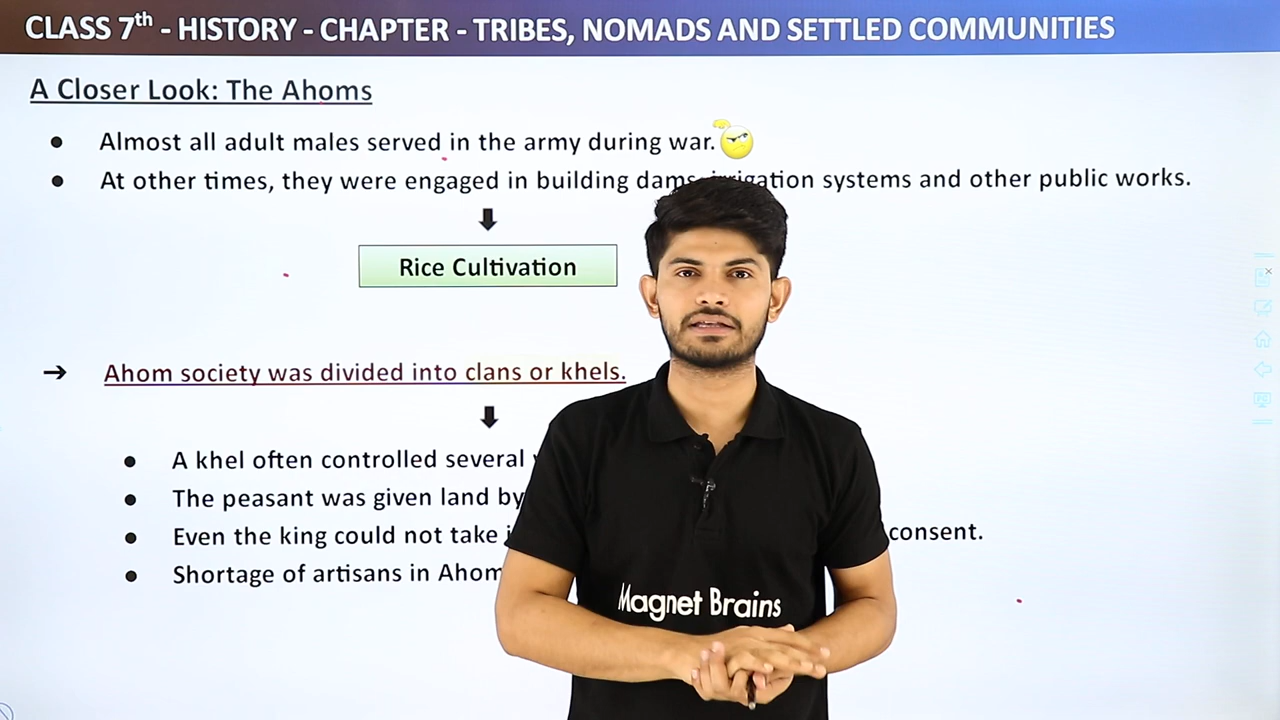 CLASS 7th - HISTORY - CHAPTER - TRIBES, NOMADS AND SETTLED COMMUNITIES
A Closer Look: The Ahoms
● Almost all adult males served in the army during war.
● At other times, they were engaged in building dams, irrigation systems and other public works.
Rice Cultivation
➔ Ahom society was divided into clans or khels.
● A khel often controlled several
● The peasant was given land by
● Even the king could not take consent.
● Shortage of artisans in Ahom
Magnet Brains